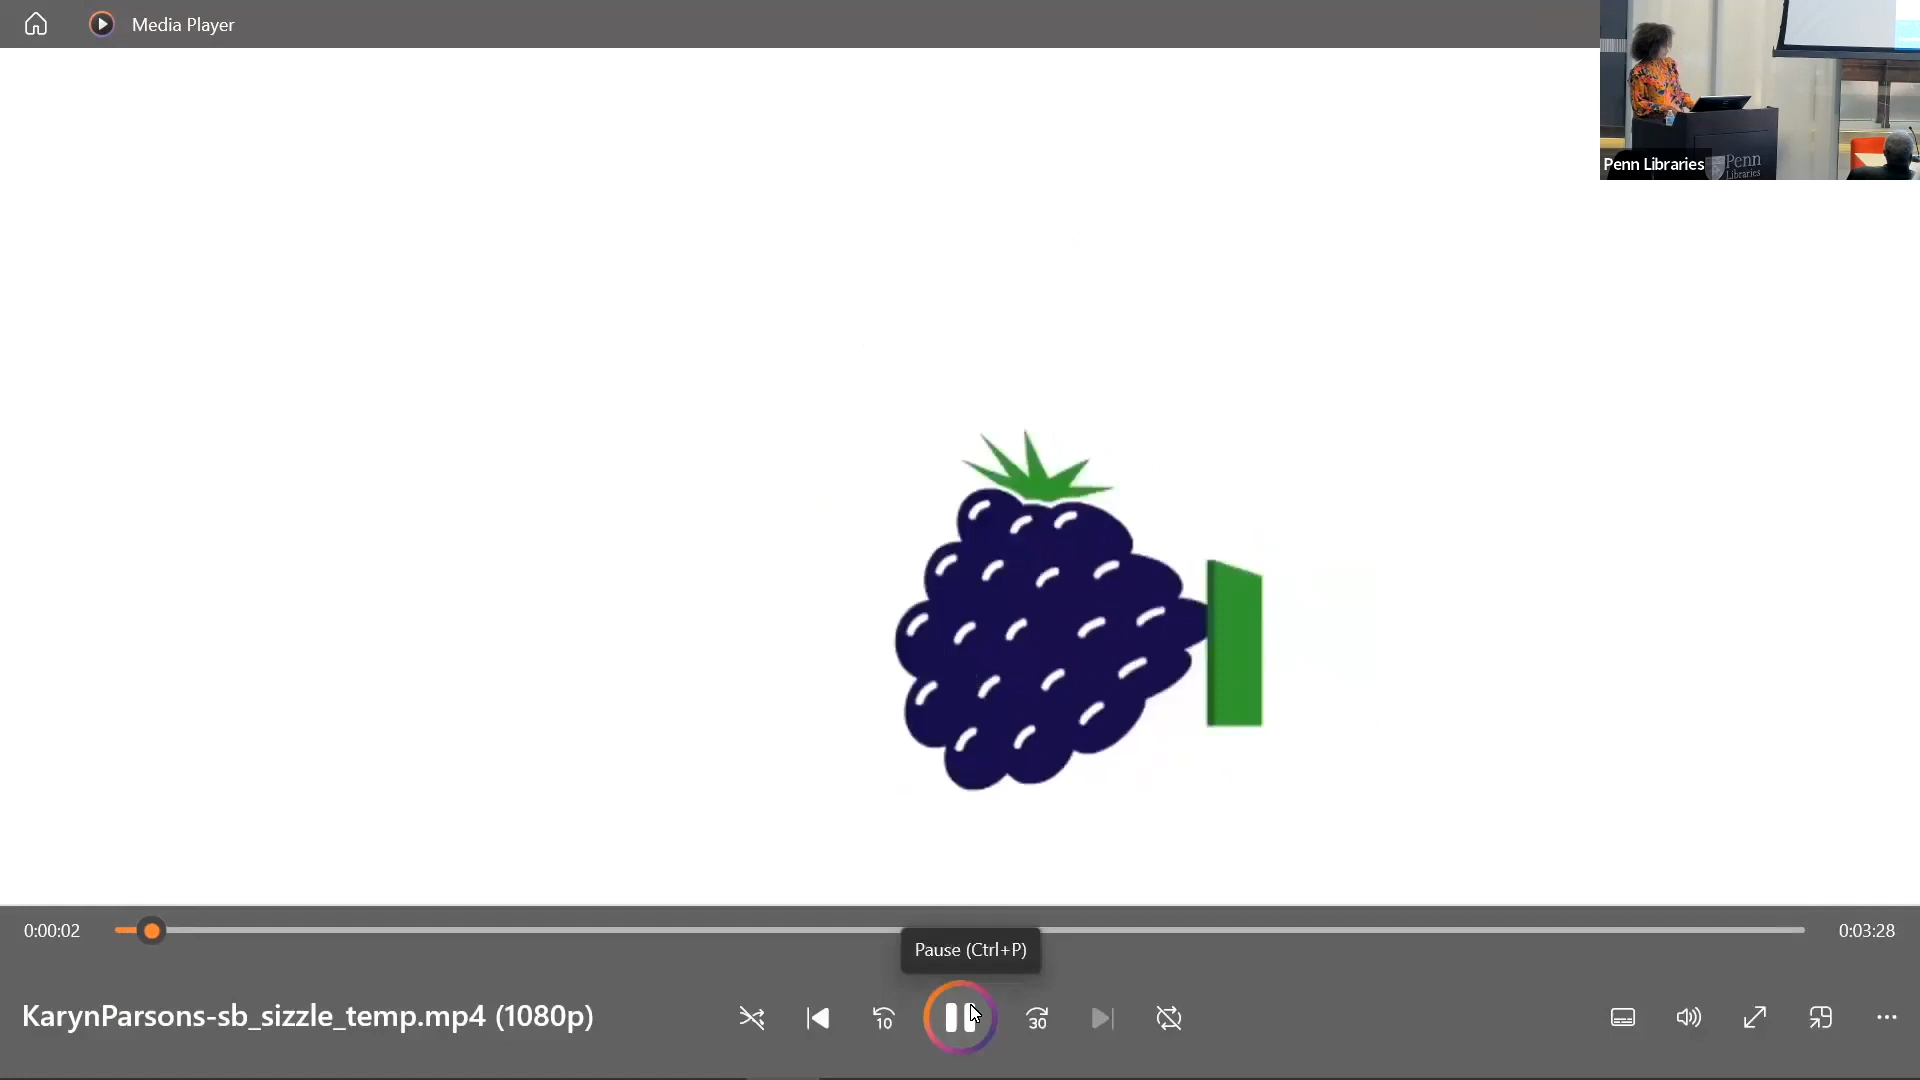 Media Player
Penn Libraries
Penn
Libraries
0:00:02
0:03:28
Pause (Ctrl+P)
KarynParsons-sb_sizzle_temp.mp4 (1080p)
10
30